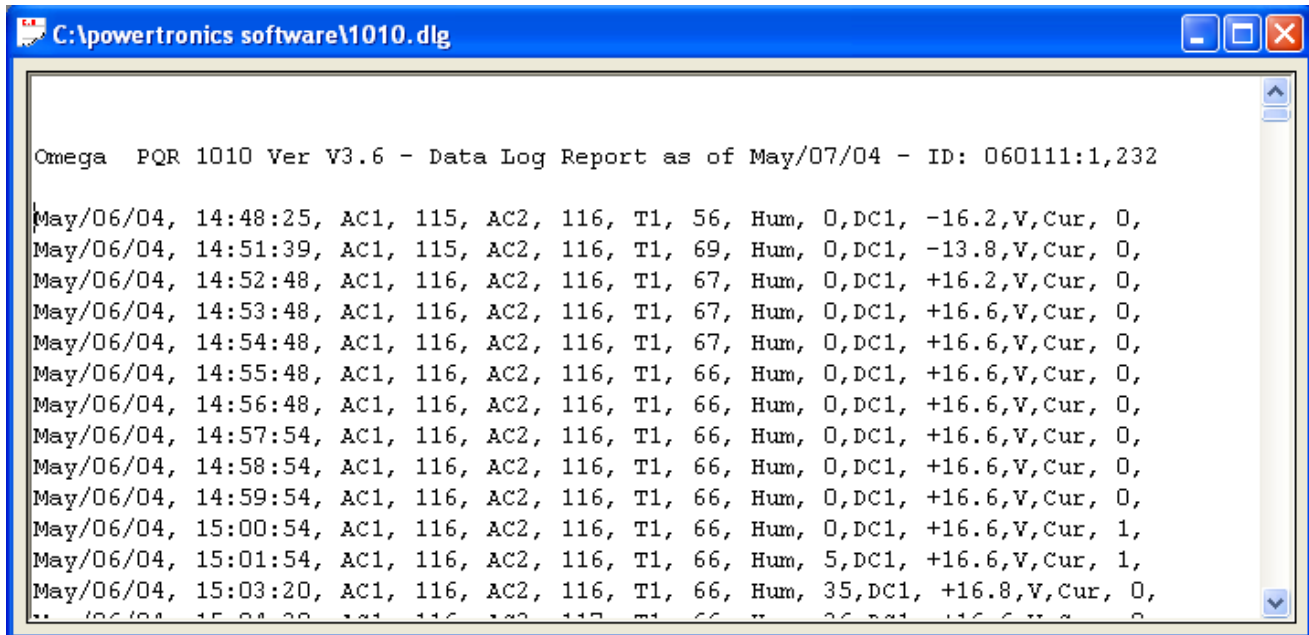 C:\powertronics software\1010.dlg
Omega  PQR 1010 Ver V3.6 - Data Log Report as of May/07/04 - ID: 060111:1,232
May/06/04, 14:48:25, AC1, 115, AC2, 116, T1, 56, Hum, 0,DC1, -16.2,V,Cur, 0,
May/06/04, 14:51:39, AC1, 115, AC2, 116, T1, 69, Hum, 0,DC1, -13.8,V,Cur, 0,
May/06/04, 14:52:48, AC1, 116, AC2, 116, T1, 67, Hum, 0,DC1, +16.2,V,Cur, 0,
May/06/04, 14:53:48, AC1, 116, AC2, 116, T1, 67, Hum, 0,DC1, +16.6,V,Cur, 0,
May/06/04, 14:54:48, AC1, 116, AC2, 116, T1, 67, Hum, 0,DC1, +16.6,V,Cur, 0,
May/06/04, 14:55:48, AC1, 116, AC2, 116, T1, 66, Hum, 0,DC1, +16.6,V,Cur, 0,
May/06/04, 14:56:48, AC1, 116, AC2, 116, T1, 66, Hum, 0,DC1, +16.6,V,Cur, 0,
May/06/04, 14:57:54, AC1, 116, AC2, 116, T1, 66, Hum, 0,DC1, +16.6,V,Cur, 0,
May/06/04, 14:58:54, AC1, 116, AC2, 116, T1, 66, Hum, 0,DC1, +16.6,V,Cur, 0,
May/06/04, 14:59:54, AC1, 116, AC2, 116, T1, 66, Hum, 0,DC1, +16.6,V,Cur, 0,
May/06/04, 15:00:54, AC1, 116, AC2, 116, T1, 66, Hum, 0,DC1, +16.6,V,Cur, 1,
May/06/04, 15:01:54, AC1, 116, AC2, 116, T1, 66, Hum, 5,DC1, +16.6,V,Cur, 1,
May/06/04, 15:03:20, AC1, 116, AC2, 116, T1, 66, Hum, 35,DC1, +16.8,V,Cur, 0,